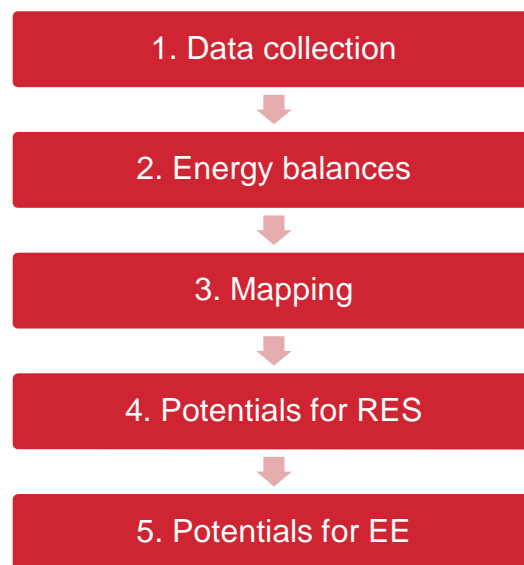 1. Data collection
2. Energy balances
3. Mapping
4. Potentials for RES
5. Potentials for EE